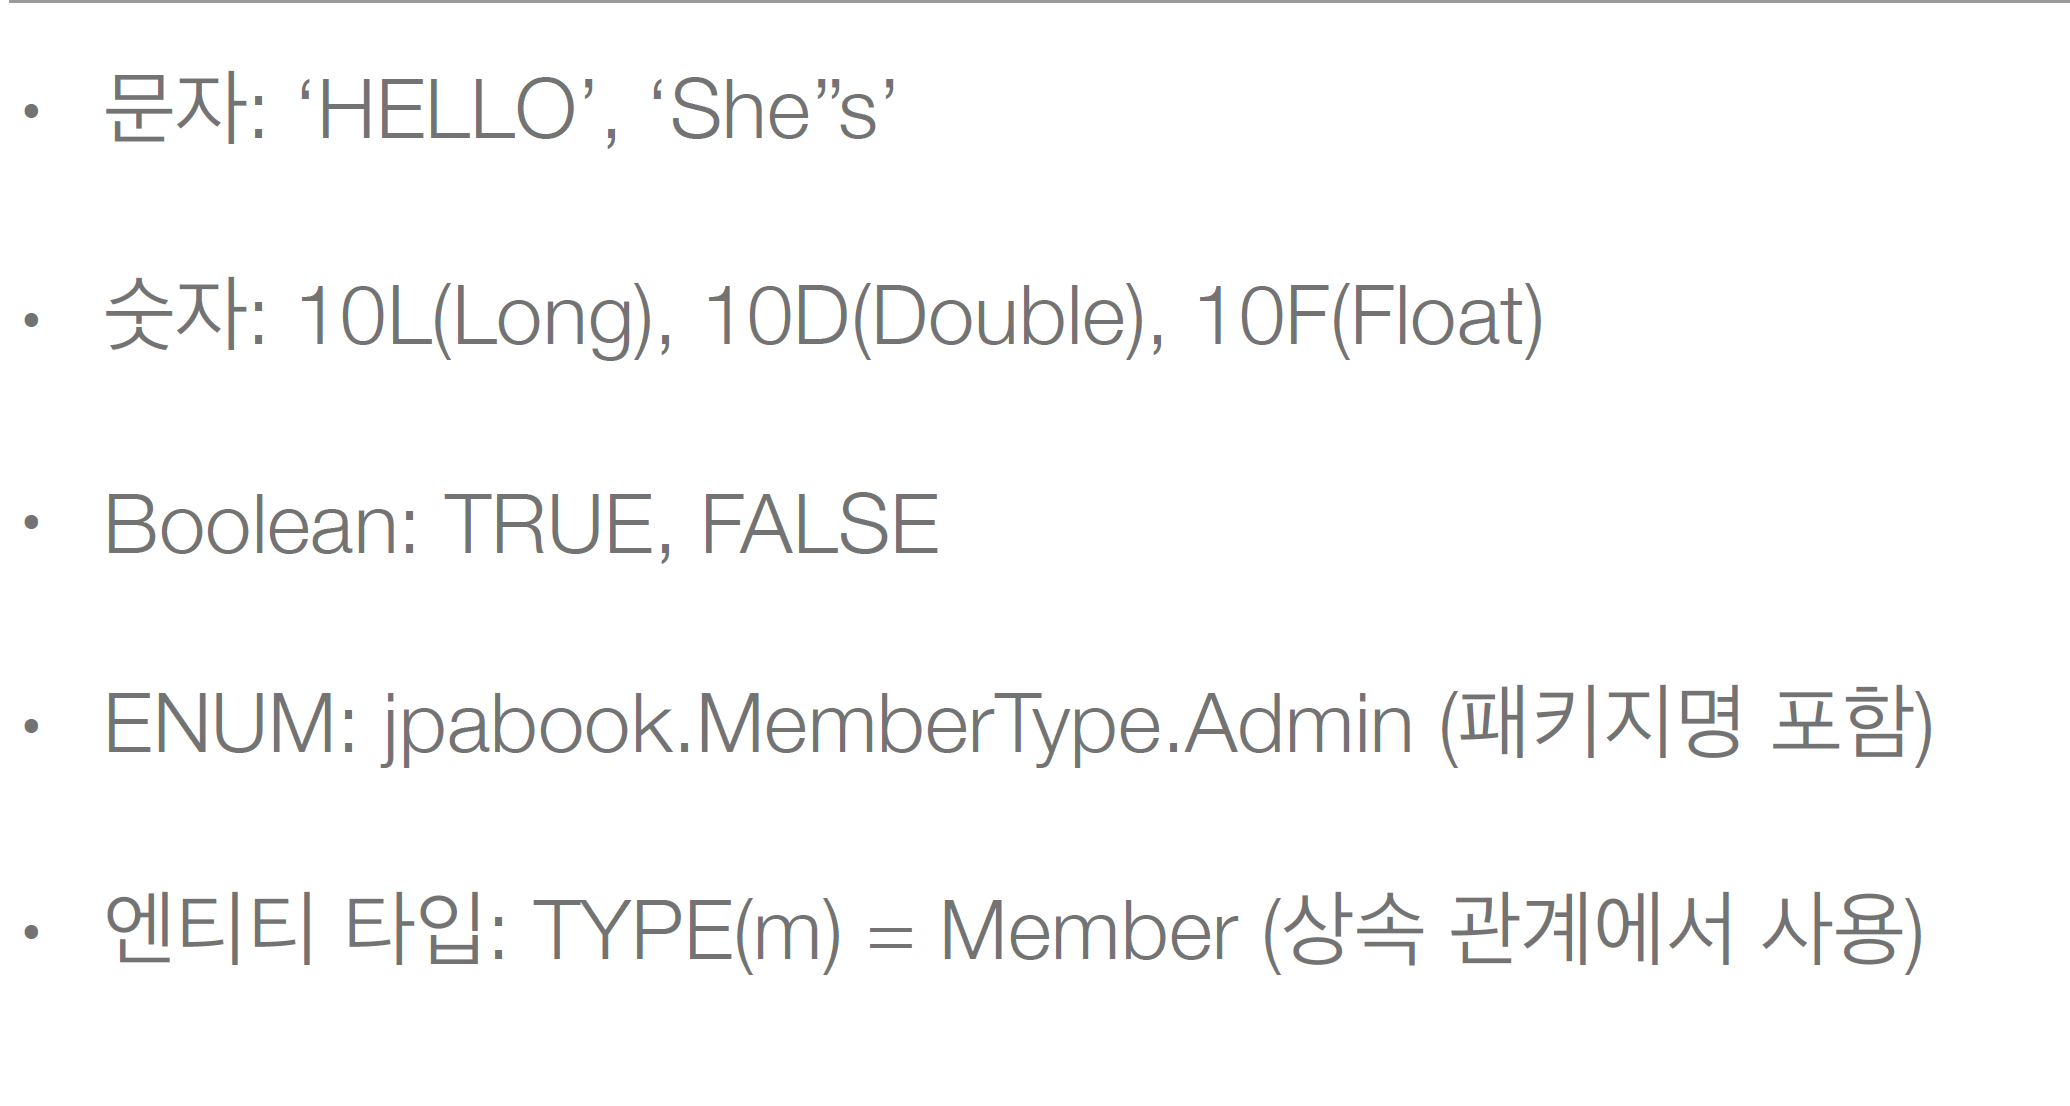 • 문자: ‘HELLO’, ‘She’’s’
• 숫자: 10L(Long), 10D(Double), 10F(Float)
• Boolean: TRUE, FALSE
• ENUM: jpabook.MemberType.Admin (패키지명 포함)
• 엔티티 타입: TYPE(m) = Member (상속 관계에서 사용)